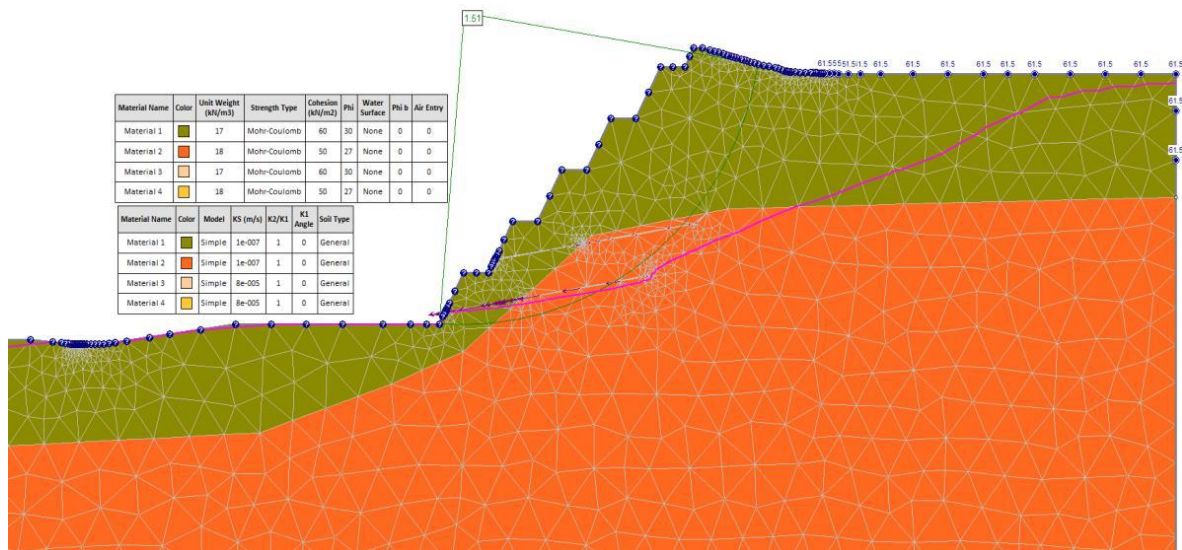 1.51
61.555 51.5 1.5 61.5 61.5 61.5 61.5 61.5 61.5 61.5 61.5
61.5
61.5
Material Name Color Unit Weight (kN/m3) Strength Type Cohesion (kN/m2) Phi Water Surface Phi b Air Entry
Material 1 17 Mohr-Coulomb 60 30 None 0 0
Material 2 18 Mohr-Coulomb 50 27 None 0 0
Material 3 17 Mohr-Coulomb 60 30 None 0 0
Material 4 18 Mohr-Coulomb 50 27 None 0 0
Material Name Color Model KS (m/s) K2/K1 K1 Angle Soil Type
Material 1 Simple 1e-007 1 0 General
Material 2 Simple 1e-007 1 0 General
Material 3 Simple 8e-005 1 0 General
Material 4 Simple 8e-005 1 0 General